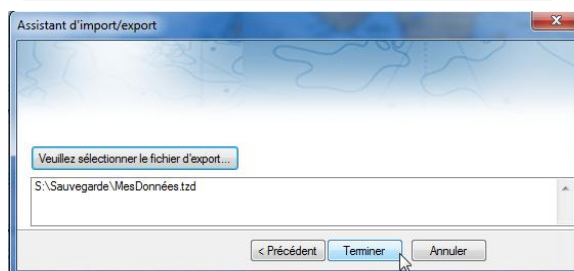 Assistant d'import/export
Veuillez sélectionner le fichier d'export...
S:\Sauvegarde\MesDonnées.tzd
< Précédent Terminer Annuler